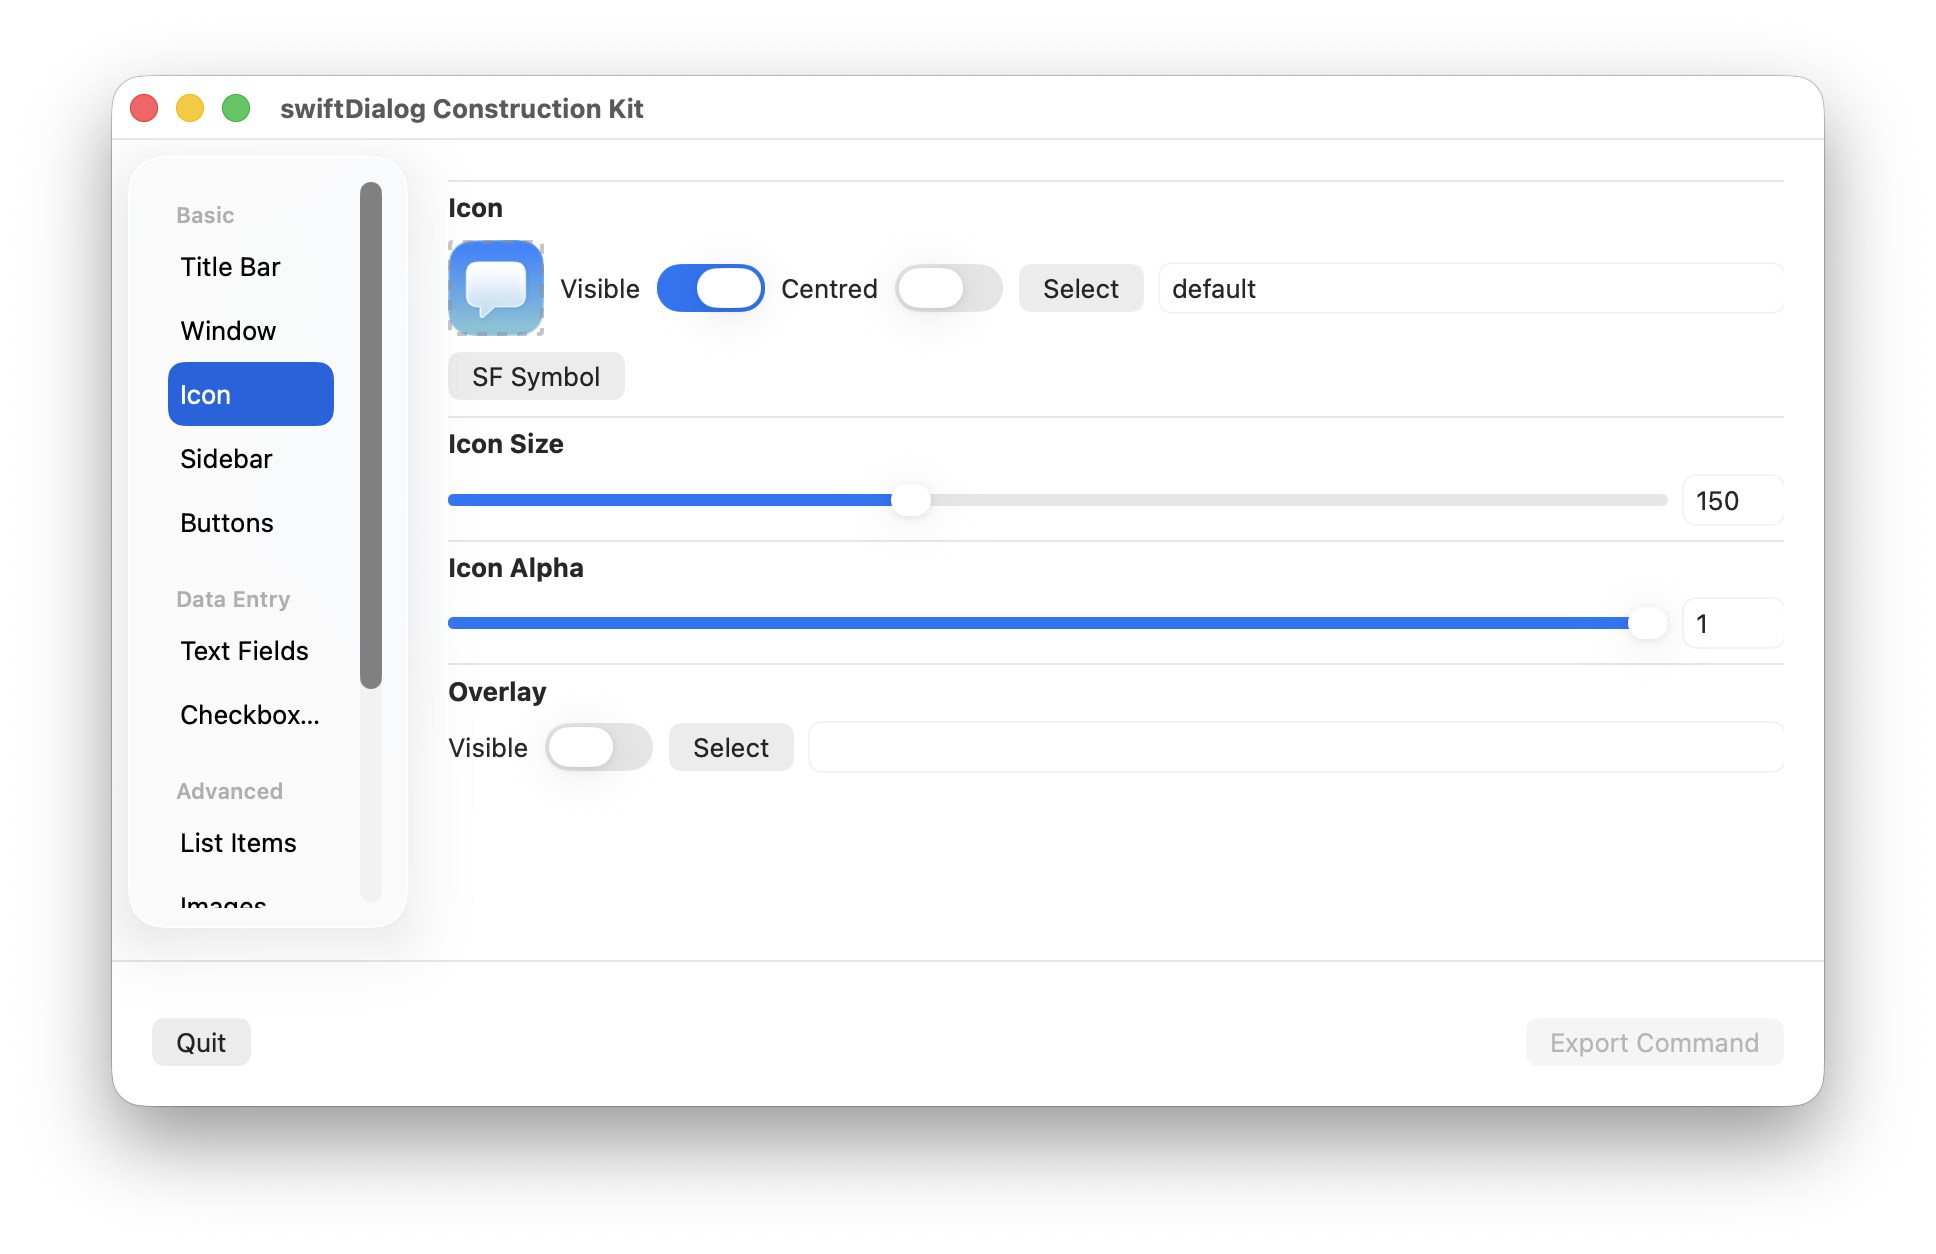 swiftDialog Construction Kit
Basic
Title Bar
Window
Icon
Sidebar
Buttons
Data Entry
Text Fields
Checkbox...
Advanced
List Items
Images
Icon
Visible
Centred
Select
default
SF Symbol
Icon Size
150
Icon Alpha
1
Overlay
Visible
Select
Quit
Export Command